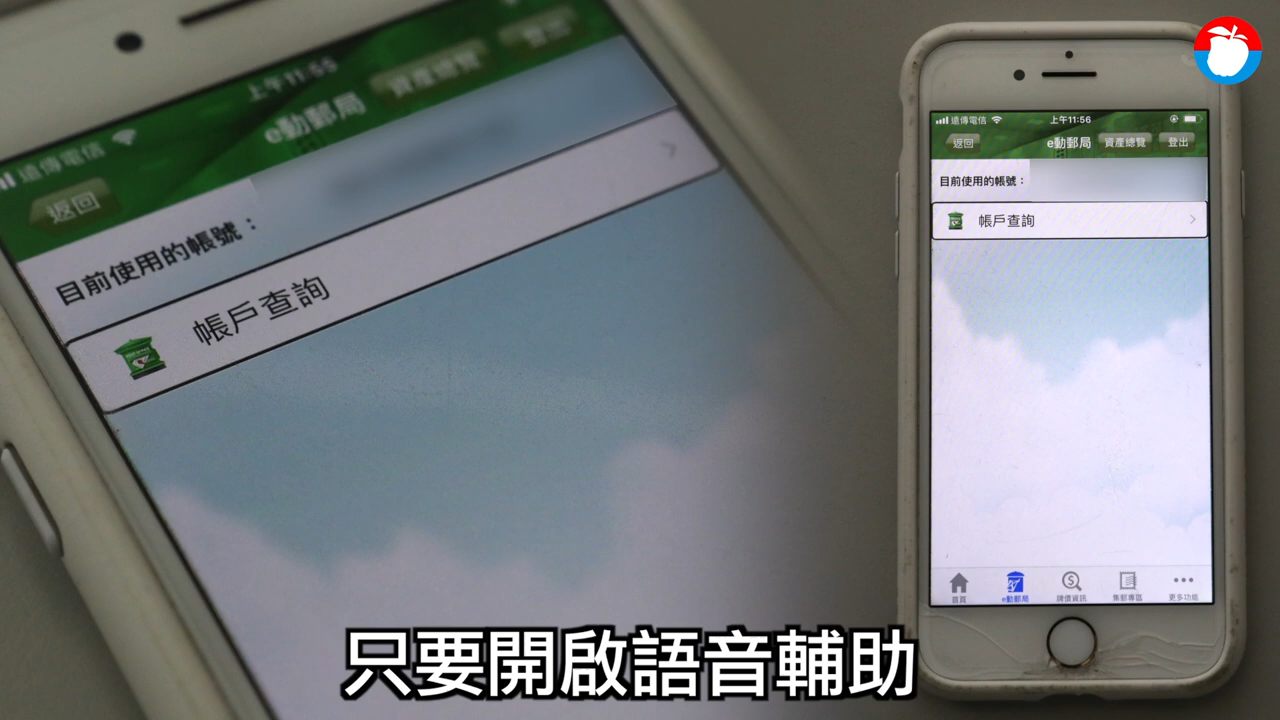 遠傳電信
上午11:55
返回
e動郵局
資產總覽
登出
目前使用的帳號：
帳戶查詢
遠傳電信
上午11:56
返回
e動郵局
資產總覽
登出
目前使用的帳號：
帳戶查詢
首頁
e動郵局
牌價資訊
集郵專區
更多功能
只要開啟語音輔助